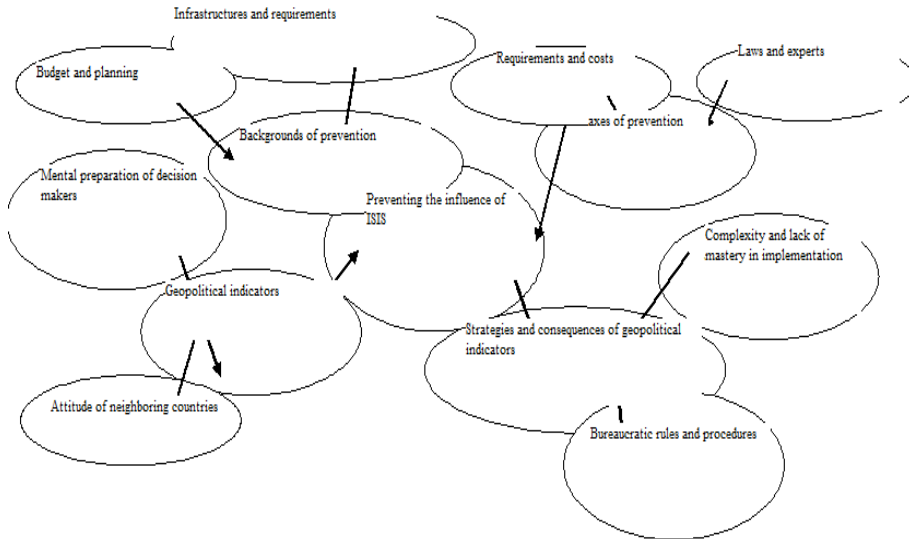 Infrastructures and requirements
Budget and planning
Requirements and costs
Laws and experts
Backgrounds of prevention
axes of prevention
Mental preparation of decision
makers
Preventing the influence of
ISIS
Complexity and lack of
mastery in implementation
Geopolitical indicators
Strategies and consequences of geopolitical
indicators
Attitude of neighboring countries
Bureaucratic rules and procedures